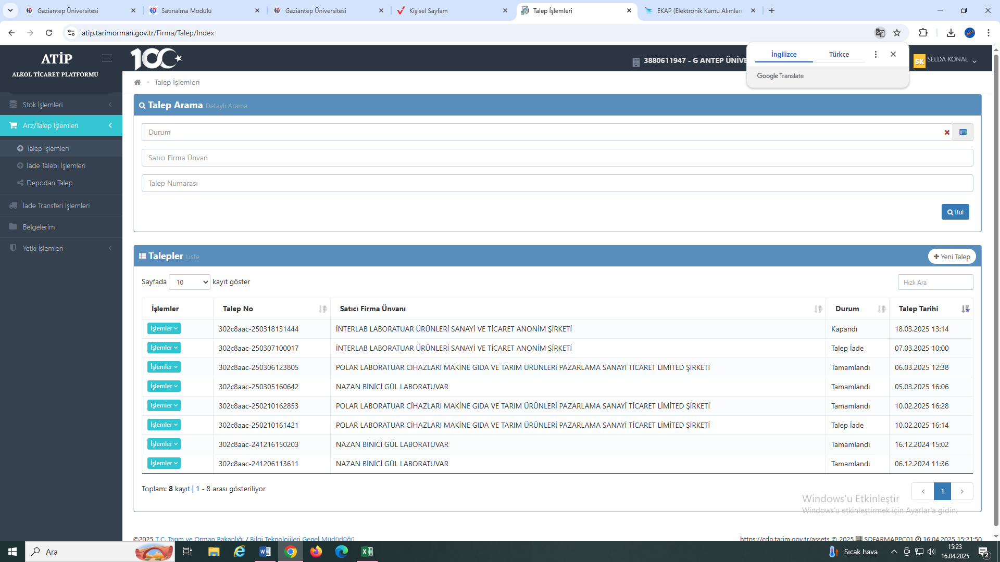 Gaziantep Üniversitesi
Satınalma Modülü
Gaziantep Üniversitesi
Kişisel Sayfam
Talep İşlemleri
EKAP (Elektronik Kamu Alımları
atip.tarimorman.gov.tr/Firma/Talep/Index
ATİP
ALKOL TİCARET PLATFORMU
100
3880611947 - G ANTEP ÜNİVE
İngilizce
Türkçe
Google Translate
SK
SELDA KONAL
Talep İşlemleri
Stok İşlemleri
Arz/Talep İşlemleri
Talep İşlemleri
İade Talebi İşlemleri
Depodan Talep
İade Transferi İşlemleri
Belgelerim
Yetki İşlemleri
Talep Arama Detaylı Arama
Durum
Satıcı Firma Ünvan
Talep Numarası
Bul
Talepler Liste
Yeni Talep
Sayfada 10 kayıt göster
Hızlı Ara
İşlemler Talep No Satıcı Firma Ünvanı Durum Talep Tarihi
İşlemler 302c8aac-250318131444 İNTERLAB LABORATUAR ÜRÜNLERİ SANAYİ VE TİCARET ANONİM ŞİRKETİ Kapandı 18.03.2025 13:14
İşlemler 302c8aac-250307100017 İNTERLAB LABORATUAR ÜRÜNLERİ SANAYİ VE TİCARET ANONİM ŞİRKETİ Talep İade 07.03.2025 10:00
İşlemler 302c8aac-250306123805 POLAR LABORATUAR CİHAZLARI MAKİNE GIDA VE TARIM ÜRÜNLERİ PAZARLAMA SANAYİ TİCARET LİMİTED ŞİRKETİ Tamamlandı 06.03.2025 12:38
İşlemler 302c8aac-250305160642 NAZAN BİNİCİ GÜL LABORATUVAR Tamamlandı 05.03.2025 16:06
İşlemler 302c8aac-250210162853 POLAR LABORATUAR CİHAZLARI MAKİNE GIDA VE TARIM ÜRÜNLERİ PAZARLAMA SANAYİ TİCARET LİMİTED ŞİRKETİ Tamamlandı 10.02.2025 16:28
İşlemler 302c8aac-250210161421 POLAR LABORATUAR CİHAZLARI MAKİNE GIDA VE TARIM ÜRÜNLERİ PAZARLAMA SANAYİ TİCARET LİMİTED ŞİRKETİ Talep İade 10.02.2025 16:14
İşlemler 302c8aac-241216150203 NAZAN BİNİCİ GÜL LABORATUVAR Tamamlandı 16.12.2024 15:02
İşlemler 302c8aac-241206113611 NAZAN BİNİCİ GÜL LABORATUVAR Tamamlandı 06.12.2024 11:36
Toplam: 8 kayıt | 1 - 8 arası gösteriliyor
1
Windows'u Etkinleştir
Windows'u etkinleştirmek için Ayarlar'a gidin.
©2025 T.C. Tarım ve Orman Bakanlığı / Bilgi Teknolojileri Genel Müdürlüğü
https://cdn.tarim.gov.tr/assets © 2025 SDFARMAPPC01 16.04.2025 15:21:50
Ara
Sıcak hava
15:23
16.04.2025
2